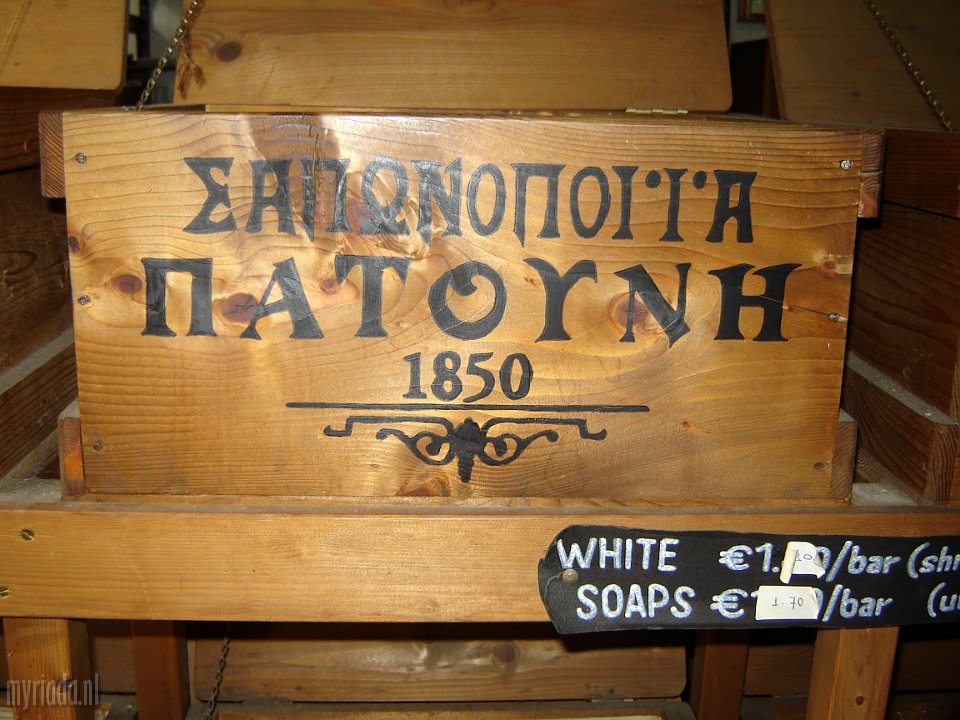 ΣΑΠΩΝΟΠΟΙΪΑ
ΠΑΤΟΥΝΗ
1850
WHITE €1. /bar
SOAPS €1.70/bar
myriada.nl